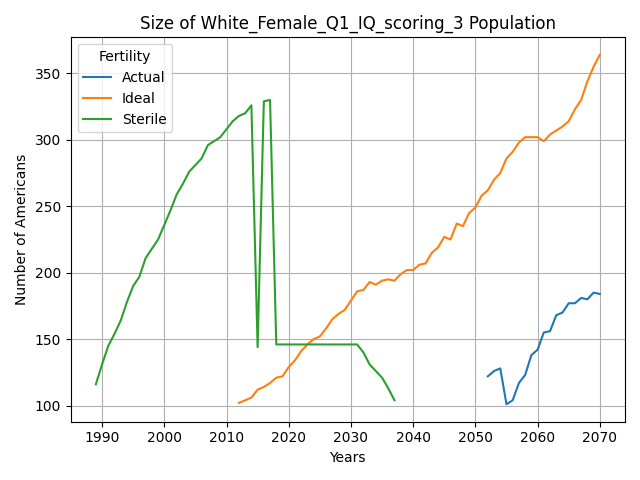 Size of White_Female_Q1_IQ_scoring_3 Population
Fertility
Actual
Ideal
Sterile
Number of Americans
350
300
250
200
150
100
1990 2000 2010 2020 2030 2040 2050 2060 2070
Years